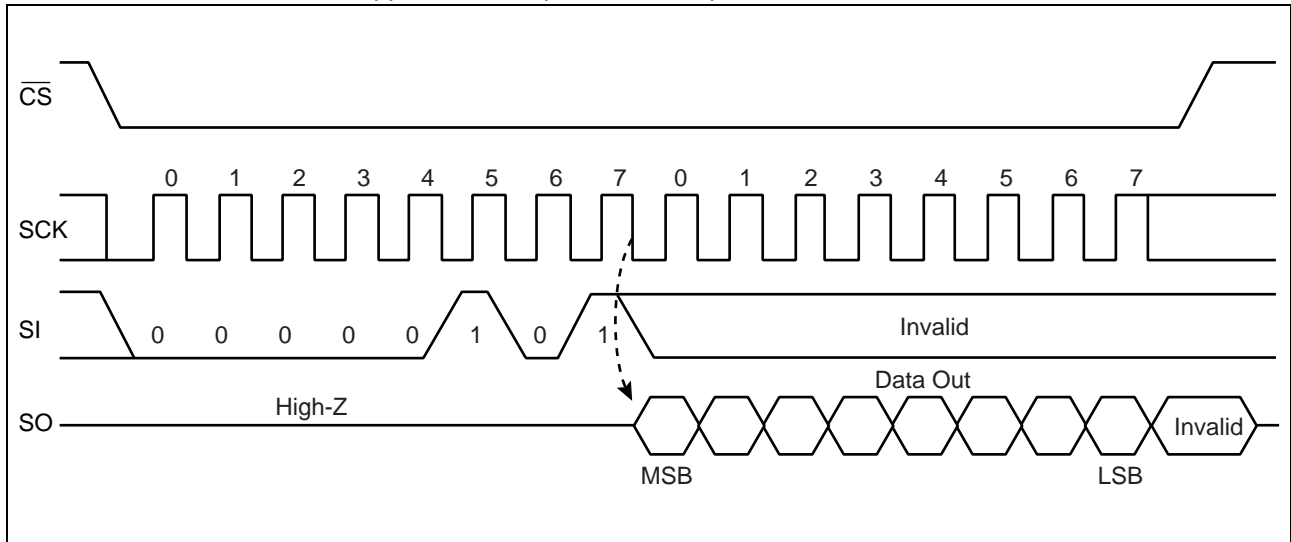 CS
0 1 2 3 4 5 6 7 0 1 2 3 4 5 6 7
SCK
SI 0 0 0 0 0 1 0 1 Invalid
Data Out
High-Z
SO Invalid
MSB LSB